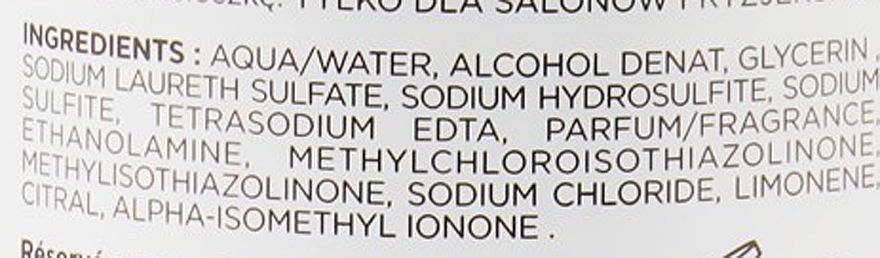 TYLKO DLA SALONÓW
INGREDIENTS : AQUA/WATER, ALCOHOL DENAT, GLYCERIN ,
SODIUM LAURETH SULFATE, SODIUM HYDROSULFITE, SODIUM
SULFITE, TETRASODIUM EDTA, PARFUM/FRAGRANCE,
ETHANOLAMINE, METHYLCHLOROISOTHIAZOLINONE,
METHYLISOTHIAZOLINONE, SODIUM CHLORIDE, LIMONENE,
CITRAL, ALPHA-ISOMETHYL IONONE .